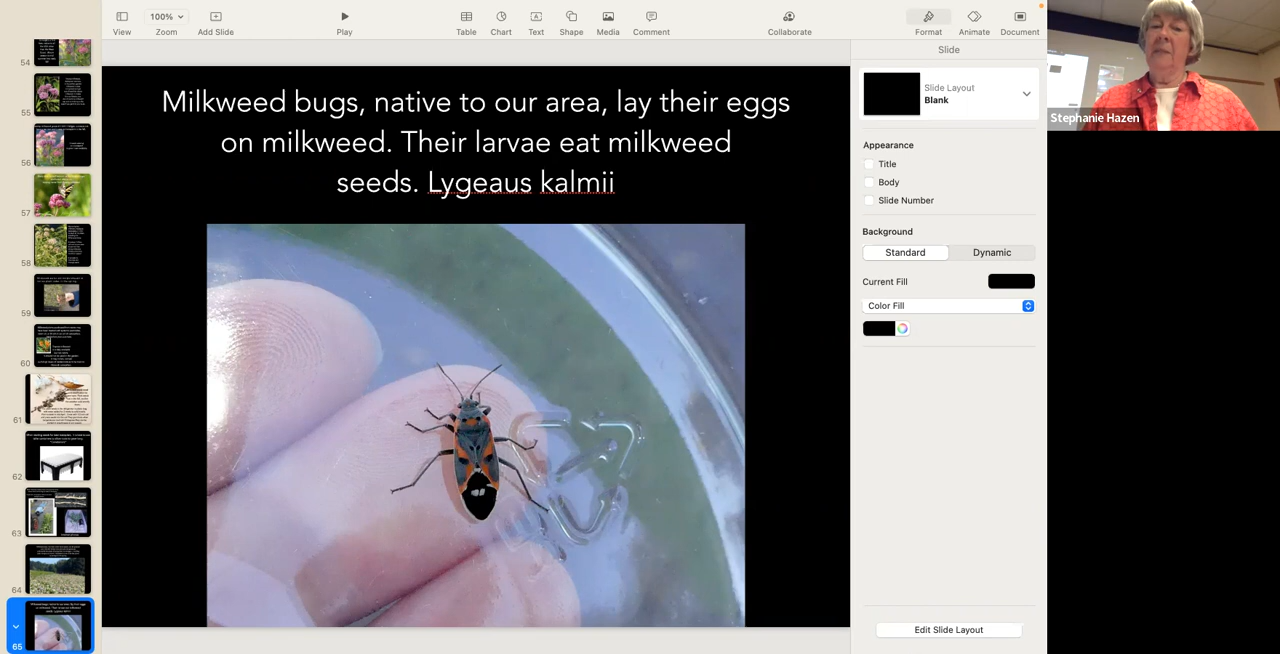 View
100%
Zoom
Add Slide
Play
Table
Chart
Text
Shape
Media
Comment
Collaborate
Format
Animate
Document
54
55
56
57
58
59
60
61
62
63
64
65
Milkweed bugs, native to our area, lay their eggs
on milkweed. Their larvae eat milkweed
seeds. Lygeaus kalmii
Slide
Slide Layout
Blank
Appearance
Title
Body
Slide Number
Background
Standard
Dynamic
Current Fill
Color Fill
Edit Slide Layout
Stephanie Hazen